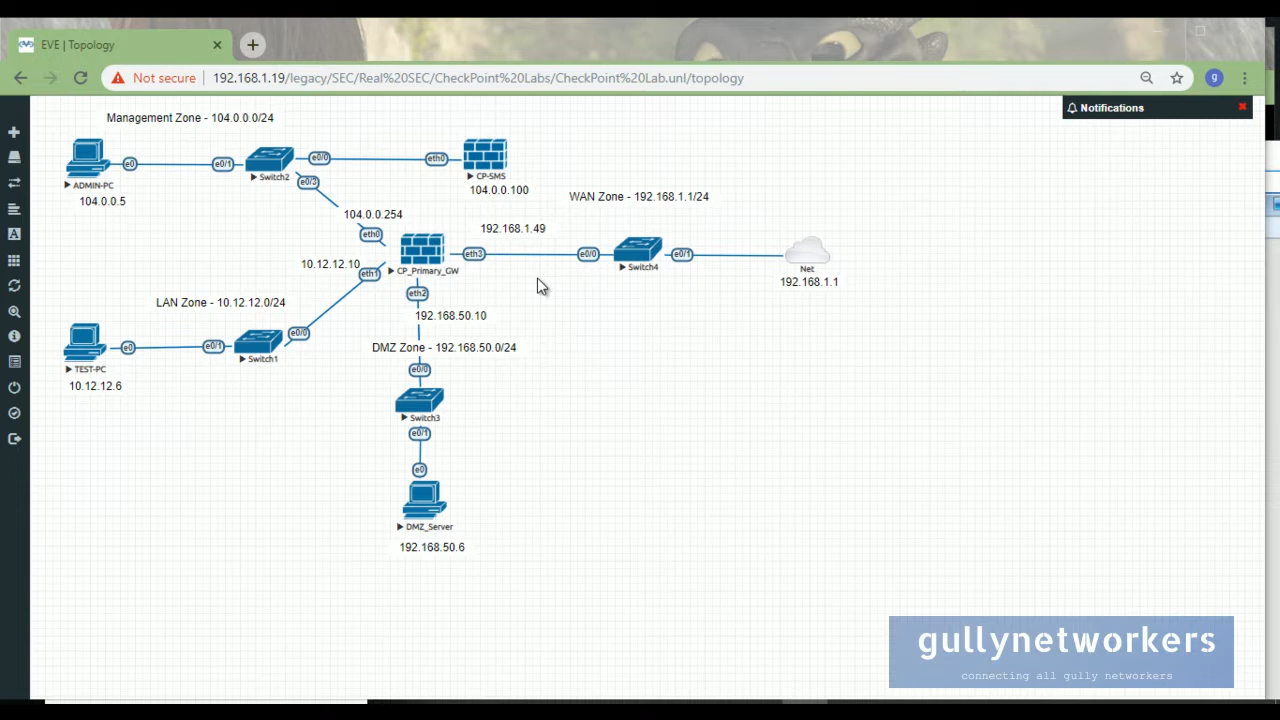 EVE | Topology
Not secure
192.168.1.19/legacy/SEC/Real%20SEC/CheckPoint%20Labs/CheckPoint%20Lab.unl/topology
g
Notifications
Management Zone - 104.0.0.0/24
e0
e0/1
e0/0
eth0
Switch2
CP-SMS
ADMIN-PC
e0/3
104.0.0.100
104.0.0.5
WAN Zone - 192.168.1.1/24
104.0.0.254
192.168.1.49
eth0
eth3
e0/0
e0/1
10.12.12.10
CP_Primary_GW
Switch4
Net
eth1
192.168.1.1
eth2
LAN Zone - 10.12.12.0/24
192.168.50.10
e0/0
e0
e0/1
DMZ Zone - 192.168.50.0/24
Switch1
TEST-PC
e0/0
10.12.12.6
Switch3
e0/1
e0
DMZ_Server
192.168.50.6
gullynetworkers
connecting all gully networkers